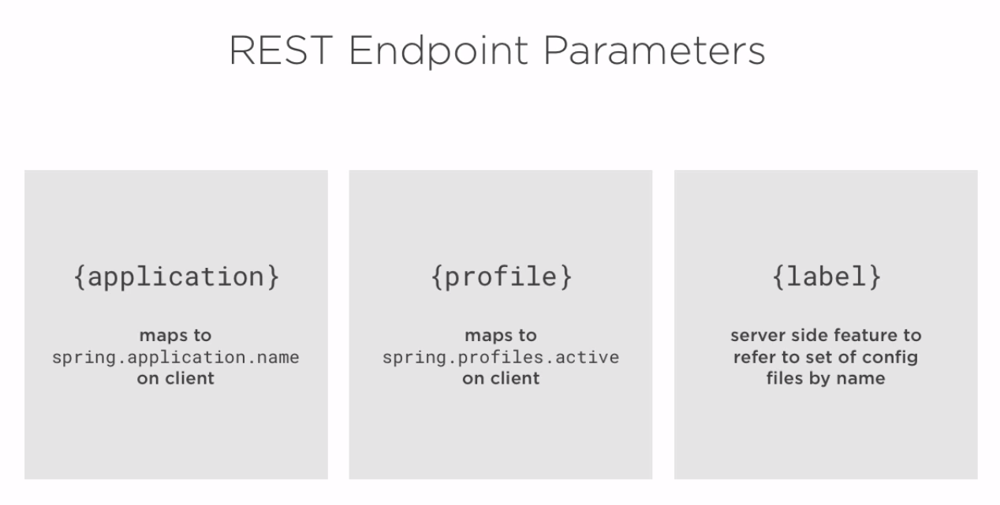 REST Endpoint Parameters
{application}
maps to
spring.application.name
on client
{profile}
maps to
spring.profiles.active
on client
{label}
server side feature to
refer to set of config
files by name